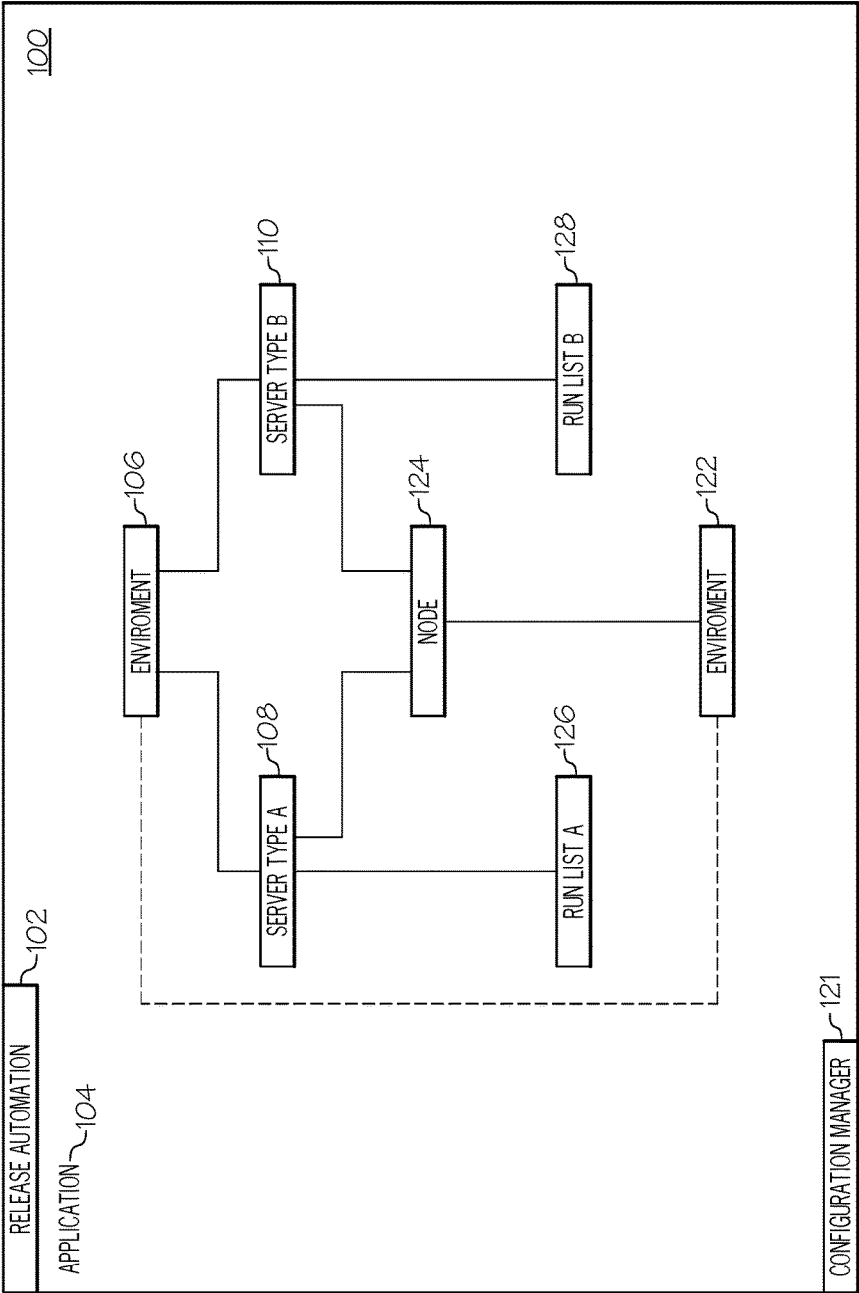 RELEASE AUTOMATION 102
100
APPLICATION 104
ENVIROMENT 106
SERVER TYPE A 108
SERVER TYPE B 110
NODE 124
RUN LIST A 126
RUN LIST B 128
ENVIROMENT 122
CONFIGURATION MANAGER 121